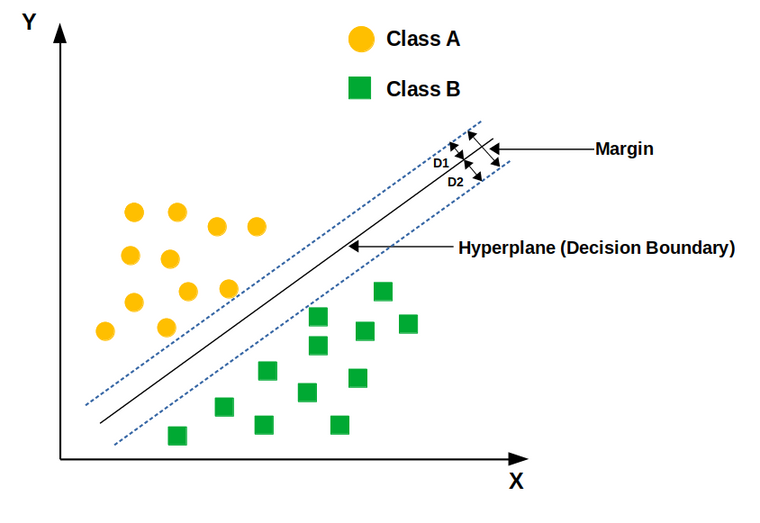 Y
Class A
Class B
D1
D2
Margin
Hyperplane (Decision Boundary)
X